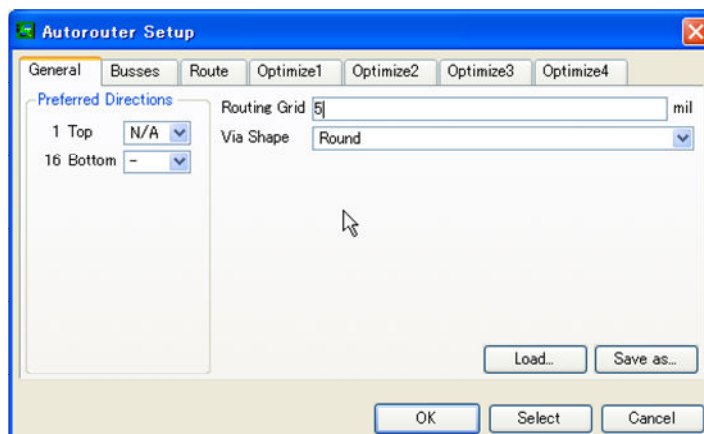 Autorouter Setup
General Busses Route Optimize1 Optimize2 Optimize3 Optimize4
Preferred Directions
1 Top N/A
16 Bottom -
Routing Grid 5 mil
Via Shape Round
Load... Save as...
OK Select Cancel